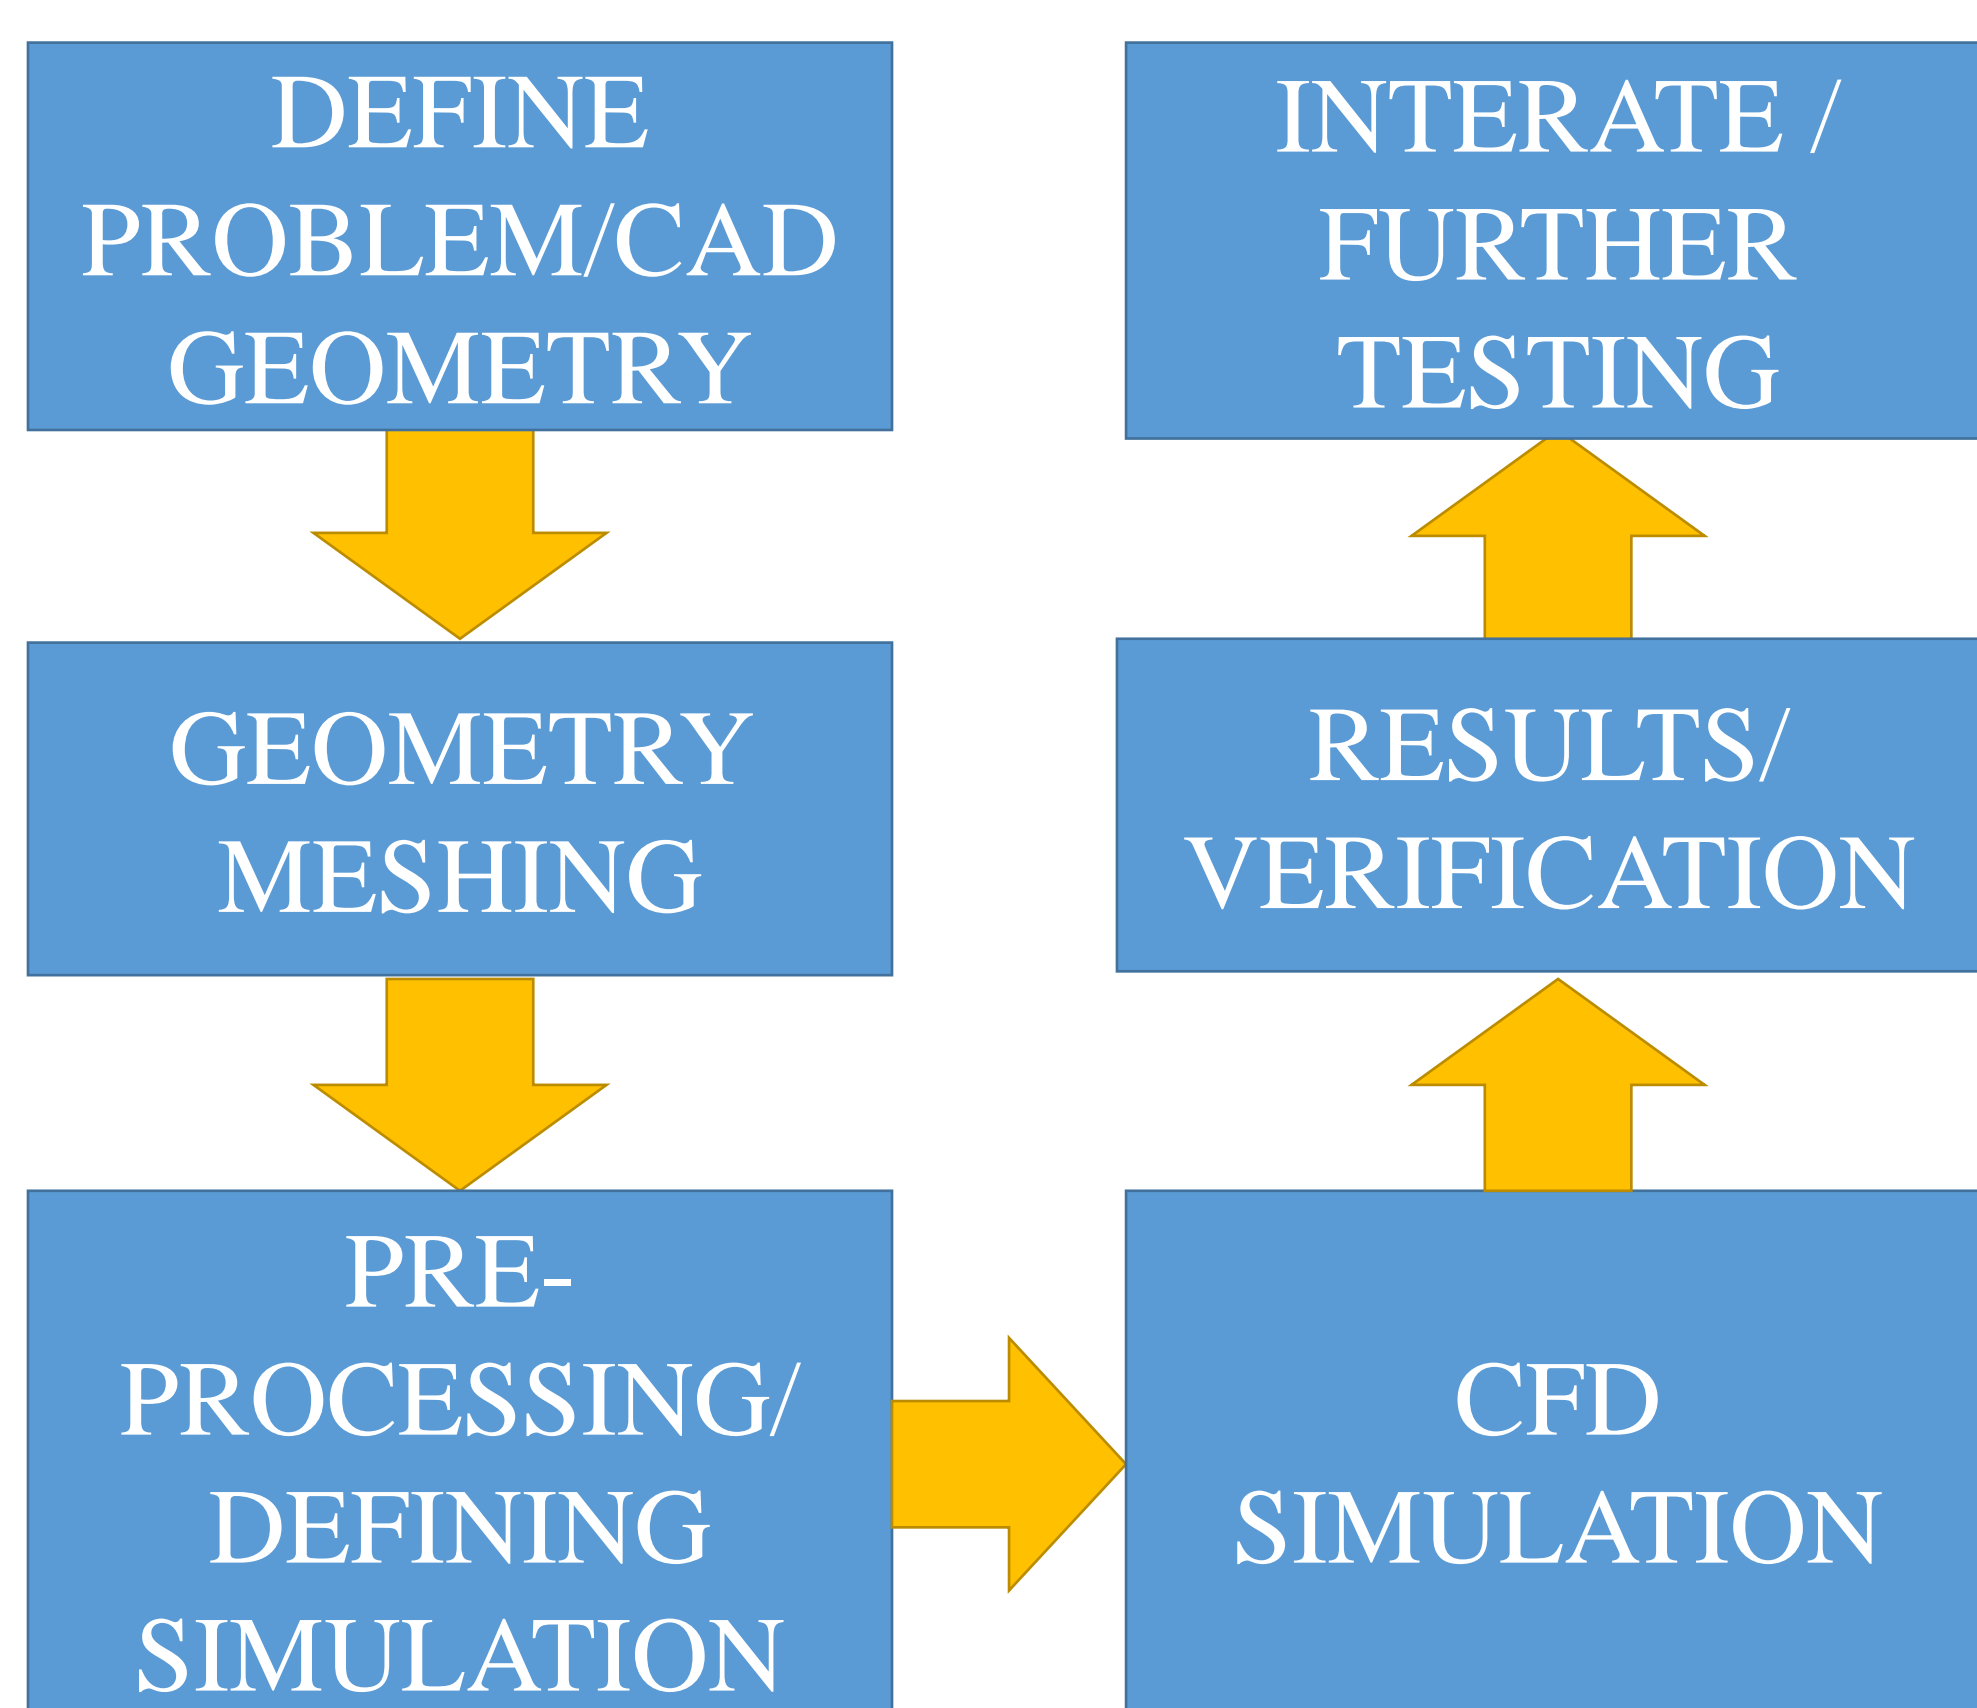 DEFINE
PROBLEM/CAD
GEOMETRY
GEOMETRY
MESHING
PRE-
PROCESSING/
DEFINING
SIMULATION
CFD
SIMULATION
RESULTS/
VERIFICATION
INTERATE /
FURTHER
TESTING